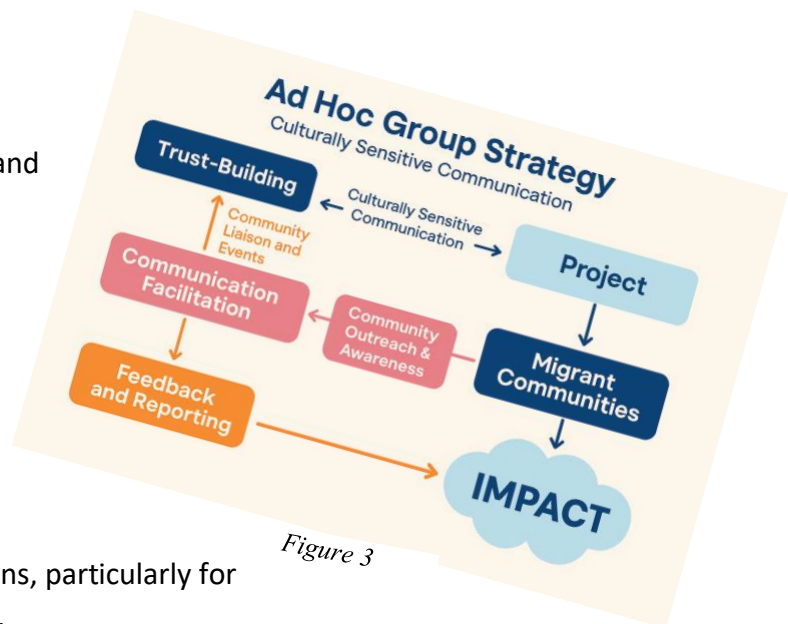 and
Ad Hoc Group Strategy
Culturally Sensitive Communication
Trust-Building
Culturally Sensitive
Communication
Project
Community
Liaison and
Events
Communication
Facilitation
Community
Outreach &
Awareness
Migrant
Communities
Feedback
and Reporting
IMPACT
Figure 3
ns, particularly for